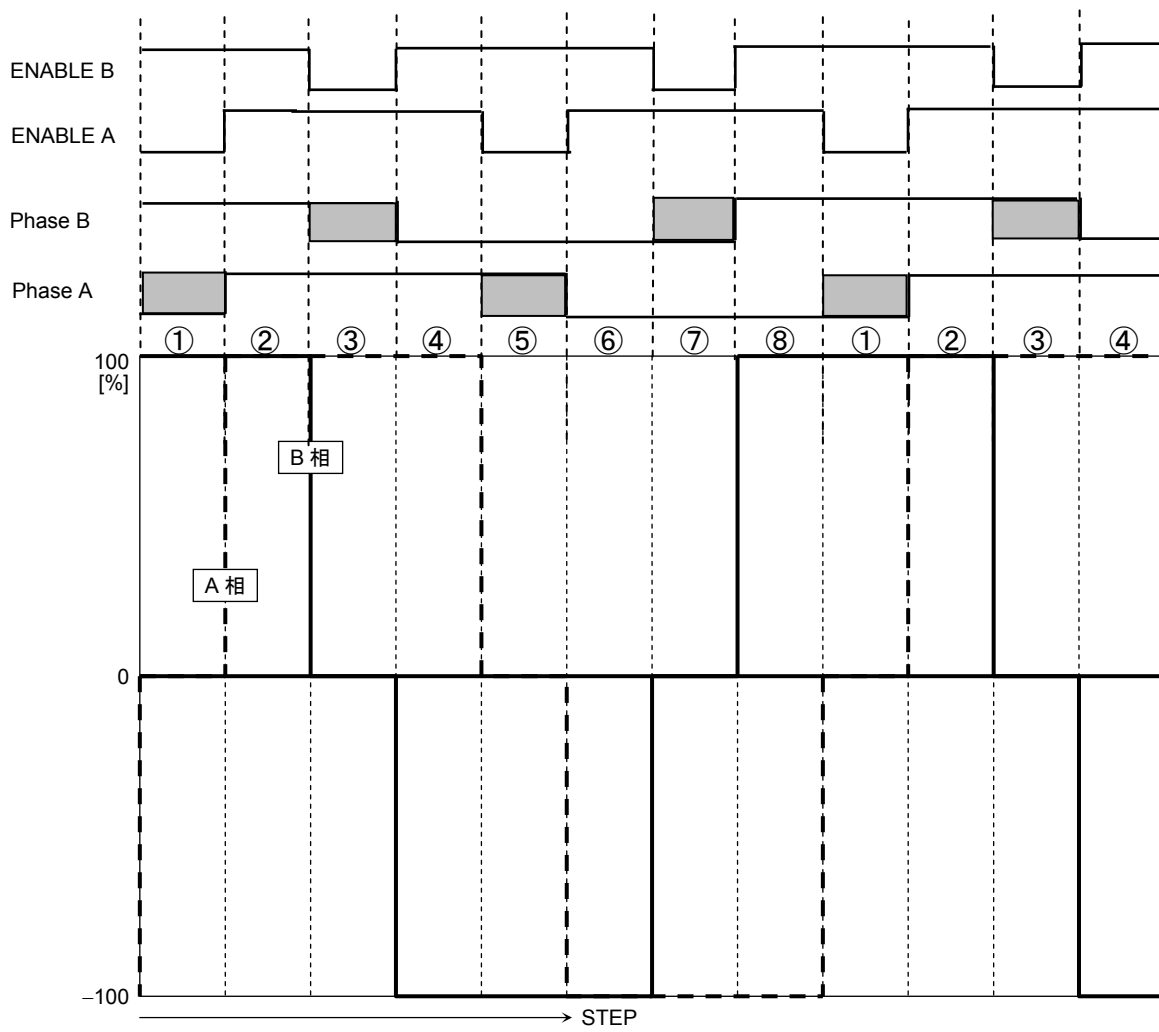 ENABLE B
ENABLE A
Phase B
Phase A
① ② ③ ④ ⑤ ⑥ ⑦ ⑧ ① ② ③ ④
100
[%]
B 相
A 相
0
−100
STEP